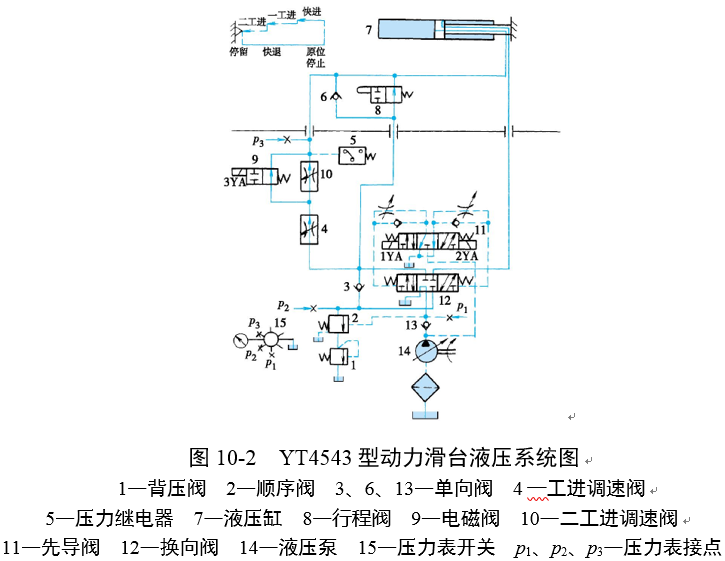 二工进 一工进 快进
停留 快退 原位
停止
7
6
8
p3
5
9
3YA
10
4
11
1YA 2YA
3
12
p2
p1
2
13
p3 15
14
p2 p1
1
图 10-2 YT4543 型动力滑台液压系统图
1—背压阀 2—顺序阀 3、6、13—单向阀 4 一工进调速阀
5—压力继电器 7—液压缸 8—行程阀 9—电磁阀 10—二工进调速阀
11—先导阀 12—换向阀 14—液压泵 15—压力表开关 p1、p2、p3—压力表接点